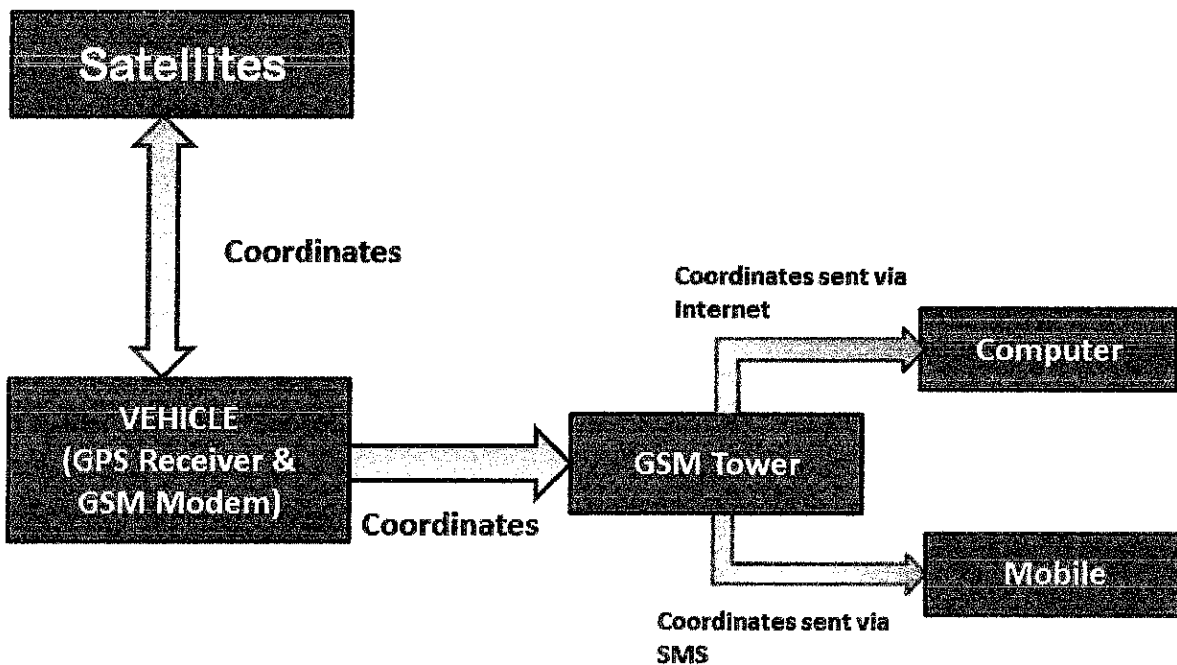 Satellites
Coordinates
Coordinates sent via
Internet
Computer
VEHICLE
(GPS Receiver &
GSM Modem)
GSM Tower
Coordinates
Mobile
Coordinates sent via
SMS